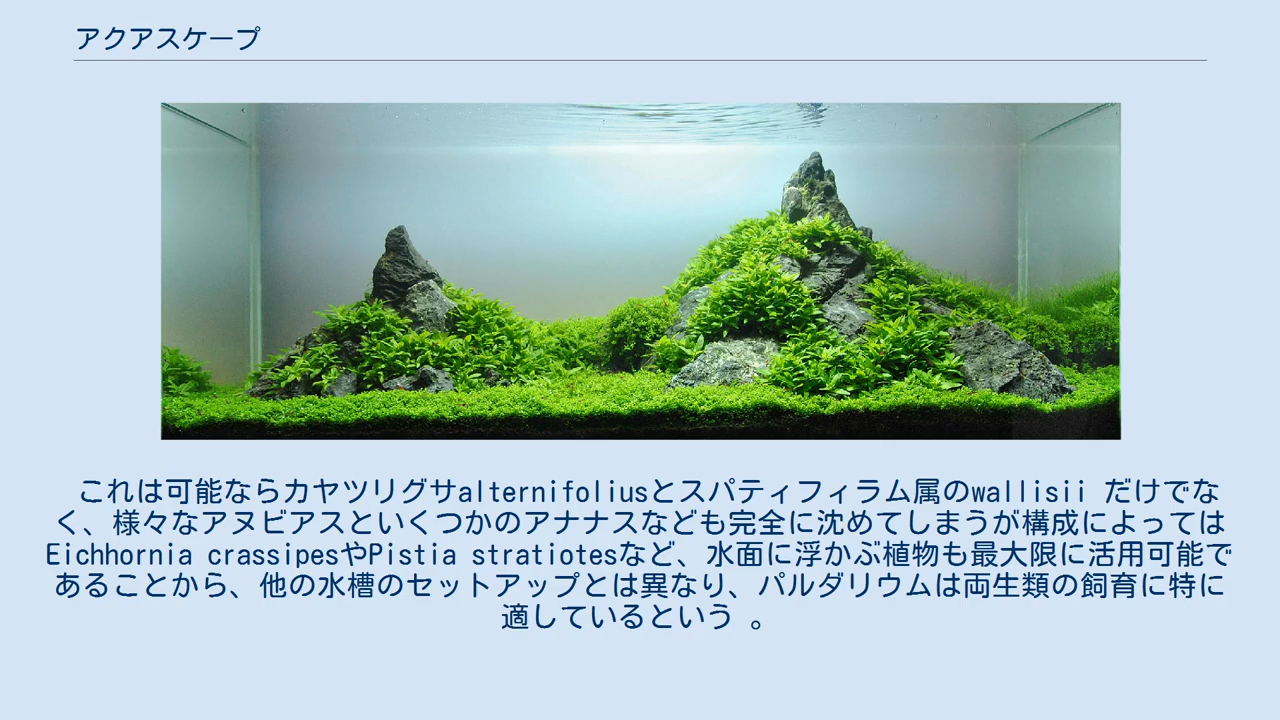 アクアスケープ
これは可能ならカヤツリグサalternifoliusとスパティフィラム属のwallisii だけでな
く、様々なアヌビアスといくつかのアナナスなども完全に沈めてしまうが構成によっては
Eichhornia crassipesやPistia stratiotesなど、水面に浮かぶ植物も最大限に活用可能で
あることから、他の水槽のセットアップとは異なり、パルダリウムは両生類の飼育に特に
適しているという 。